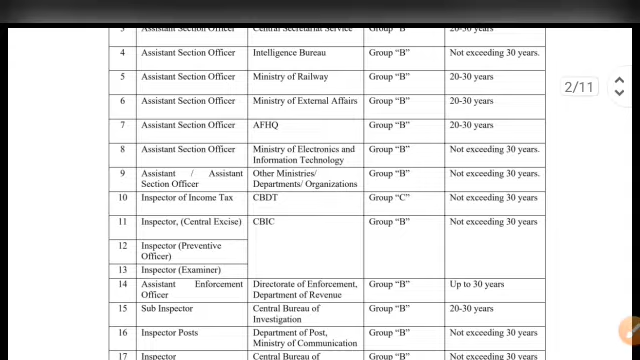 3 Assistant Section Officer Central Secretariat Service Group "B" 20-30 years
4 Assistant Section Officer Intelligence Bureau Group "B" Not exceeding 30 years.
5 Assistant Section Officer Ministry of Railway Group "B" 20-30 years
6 Assistant Section Officer Ministry of External Affairs Group "B" 20-30 years
7 Assistant Section Officer AFHQ Group "B" 20-30 years
8 Assistant Section Officer Ministry of Electronics and Information Technology Group "B" Not exceeding 30 years.
9 Assistant / Assistant Section Officer Other Ministries/ Departments/ Organizations Group "B" Not exceeding 30 years.
10 Inspector of Income Tax CBDT Group "C" Not exceeding 30 years
11 Inspector, (Central Excise) CBIC Group "B" Not exceeding 30 years
12 Inspector (Preventive Officer)
13 Inspector (Examiner)
14 Assistant Enforcement Officer Directorate of Enforcement, Department of Revenue Group "B" Up to 30 years
15 Sub Inspector Central Bureau of Investigation Group "B" 20-30 years
16 Inspector Posts Department of Post, Ministry of Communication Group "B" Not exceeding 30 years
17 Inspector Central Bureau of Group "B" Not exceeding 30 years
2/11